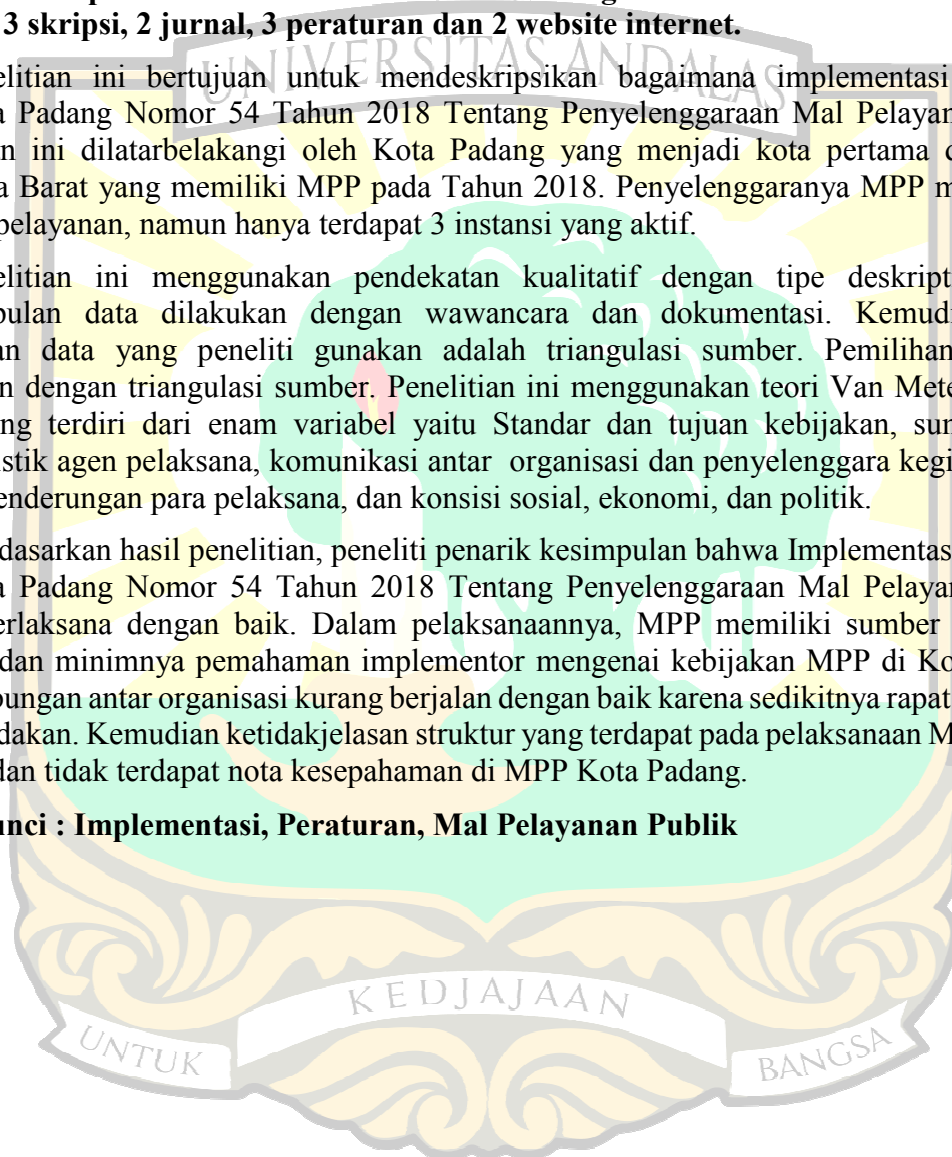 3 skripsi, 2 jurnal, 3 peraturan dan 2 website internet.
UNIVERSITAS ANDALAS
elitian ini bertujuan untuk mendeskripsikan bagaimana implementasi
a Padang Nomor 54 Tahun 2018 Tentang Penyelenggaraan Mal Pelayan
n ini dilatarbelakangi oleh Kota Padang yang menjadi kota pertama
a Barat yang memiliki MPP pada Tahun 2018. Penyelenggaranya MPP m
pelayanan, namun hanya terdapat 3 instansi yang aktif.
elitian ini menggunakan pendekatan kualitatif dengan tipe deskript
pulan data dilakukan dengan wawancara dan dokumentasi. Kemudi
an data yang peneliti gunakan adalah triangulasi sumber. Pemilihan
n dengan triangulasi sumber. Penelitian ini menggunakan teori Van Mete
ng terdiri dari enam variabel yaitu Standar dan tujuan kebijakan, sun
stik agen pelaksana, komunikasi antar organisasi dan penyelenggara kegi
enderungan para pelaksana, dan konsisi sosial, ekonomi, dan politik.
dasarkan hasil penelitian, peneliti penarik kesimpulan bahwa Implementas
a Padang Nomor 54 Tahun 2018 Tentang Penyelenggaraan Mal Pelayan
erlaksana dengan baik. Dalam pelaksanaannya, MPP memiliki sumber
dan minimnya pemahaman implementor mengenai kebijakan MPP di Ko
bungan antar organisasi kurang berjalan dengan baik karena sedikitnya rapat
dakan. Kemudian ketidakjelasan struktur yang terdapat pada pelaksanaan M
dan tidak terdapat nota kesepahaman di MPP Kota Padang.
unci : Implementasi, Peraturan, Mal Pelayanan Publik
UNTUK KEDJAJAAN BANGSA